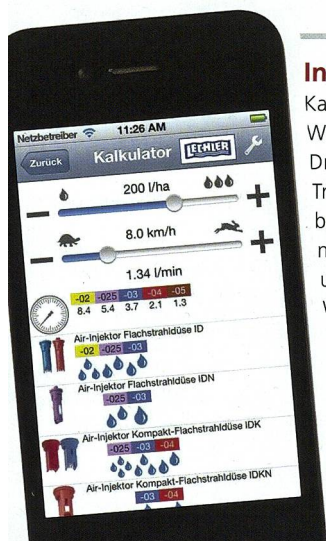 Netzbetreiber 11:26 AM
Zurück Kalkulator LECHLER
200 l/ha
8.0 km/h
1.34 l/min
-02 -025 -03 -04 -05
8.4 5.4 3.7 2.1 1.3
Air-Injektor Flachstrahldüse ID
-02 -025 -03
Air-Injektor Flachstrahldüse IDN
-025 -03
Air-Injektor Kompakt-Flachstrahldüse IDK
-025 -03 -04
Air-Injektor Kompakt-Flachstrahldüse IDKN
-03 -04
In
Ka
W
Dr
Tr
b